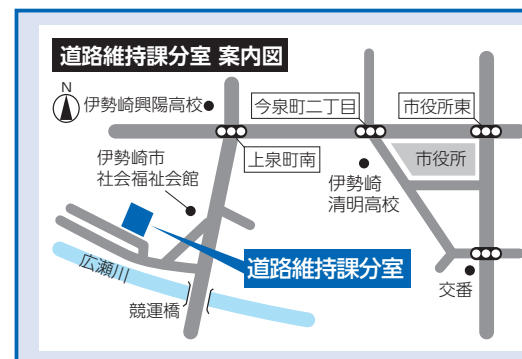 道路維持課分室 案内図
N
伊勢崎興陽高校
今泉町二丁目
市役所東
上泉町南
市役所
伊勢崎市
社会福祉会館
伊勢崎
清明高校
道路維持課分室
広瀬川
競運橋
交番